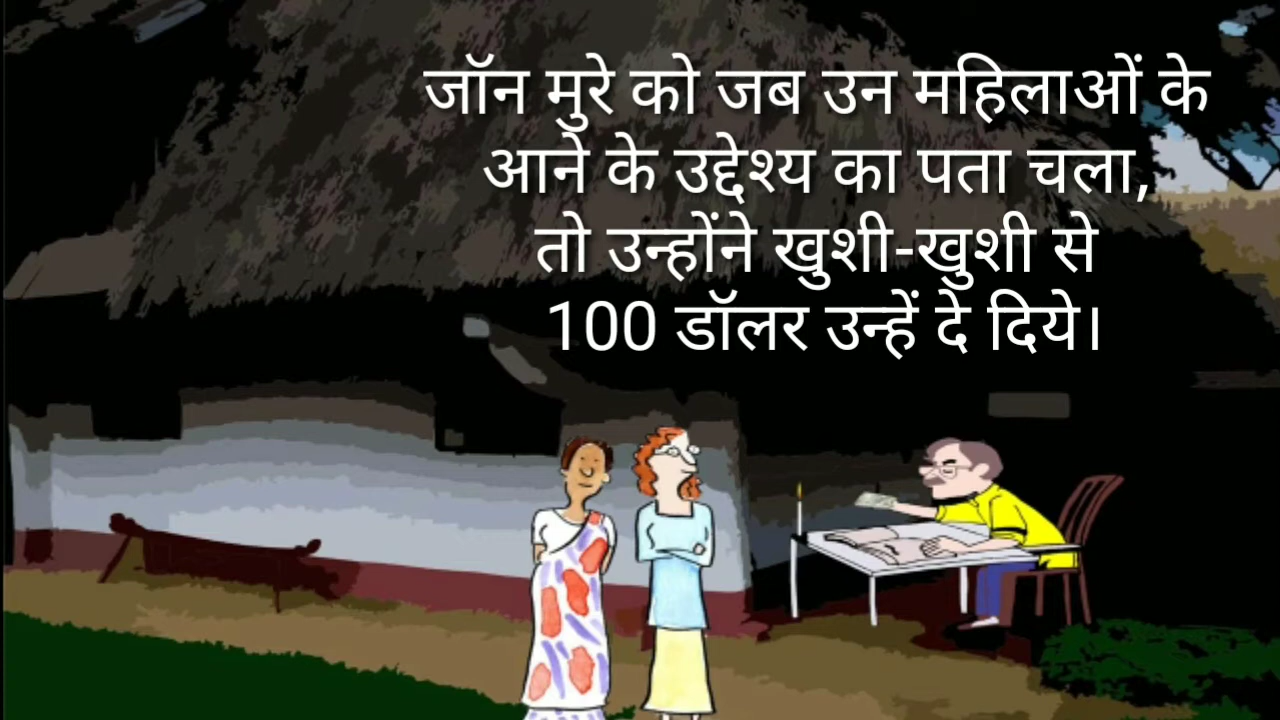 जॉन मुरे को जब उन महिलाओं के
आने के उद्देश्य का पता चला,
तो उन्होंने खुशी-खुशी से
100 डॉलर उन्हें दे दिये।